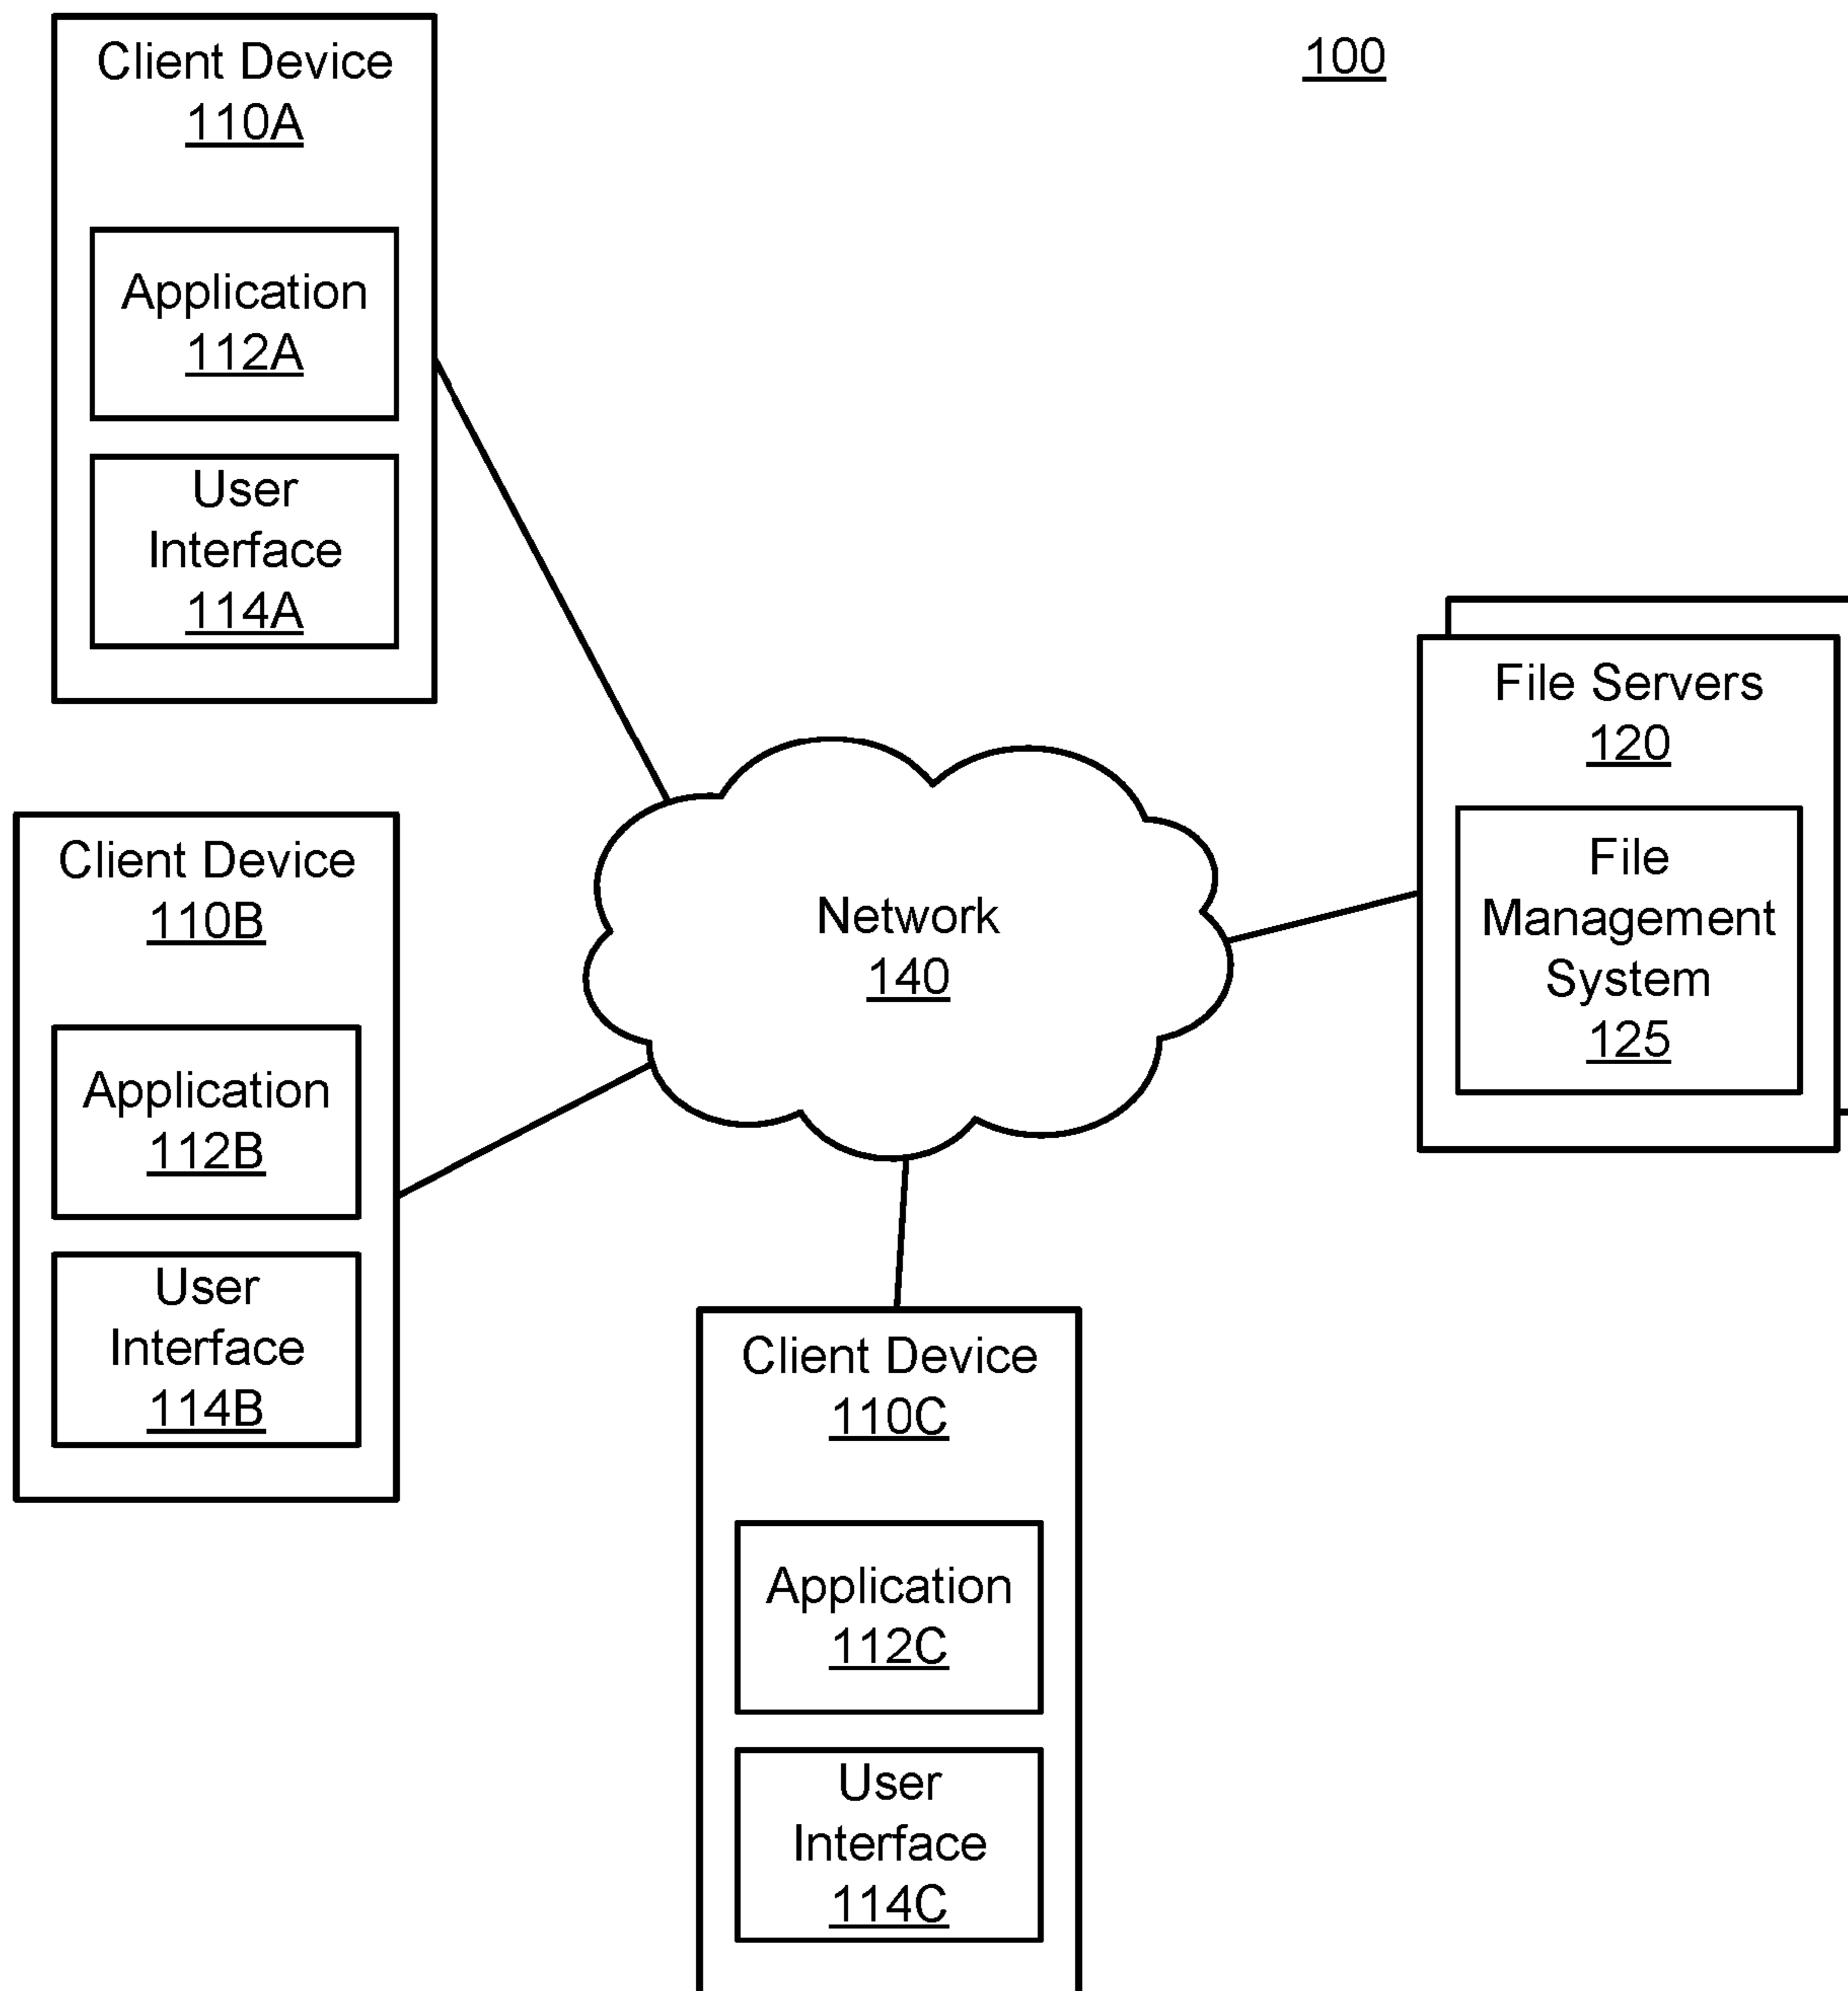 100
Client Device
110A
Application
112A
User
Interface
114A
Client Device
110B
Application
112B
User
Interface
114B
Network
140
File Servers
120
File
Management
System
125
Client Device
110C
Application
112C
User
Interface
114C